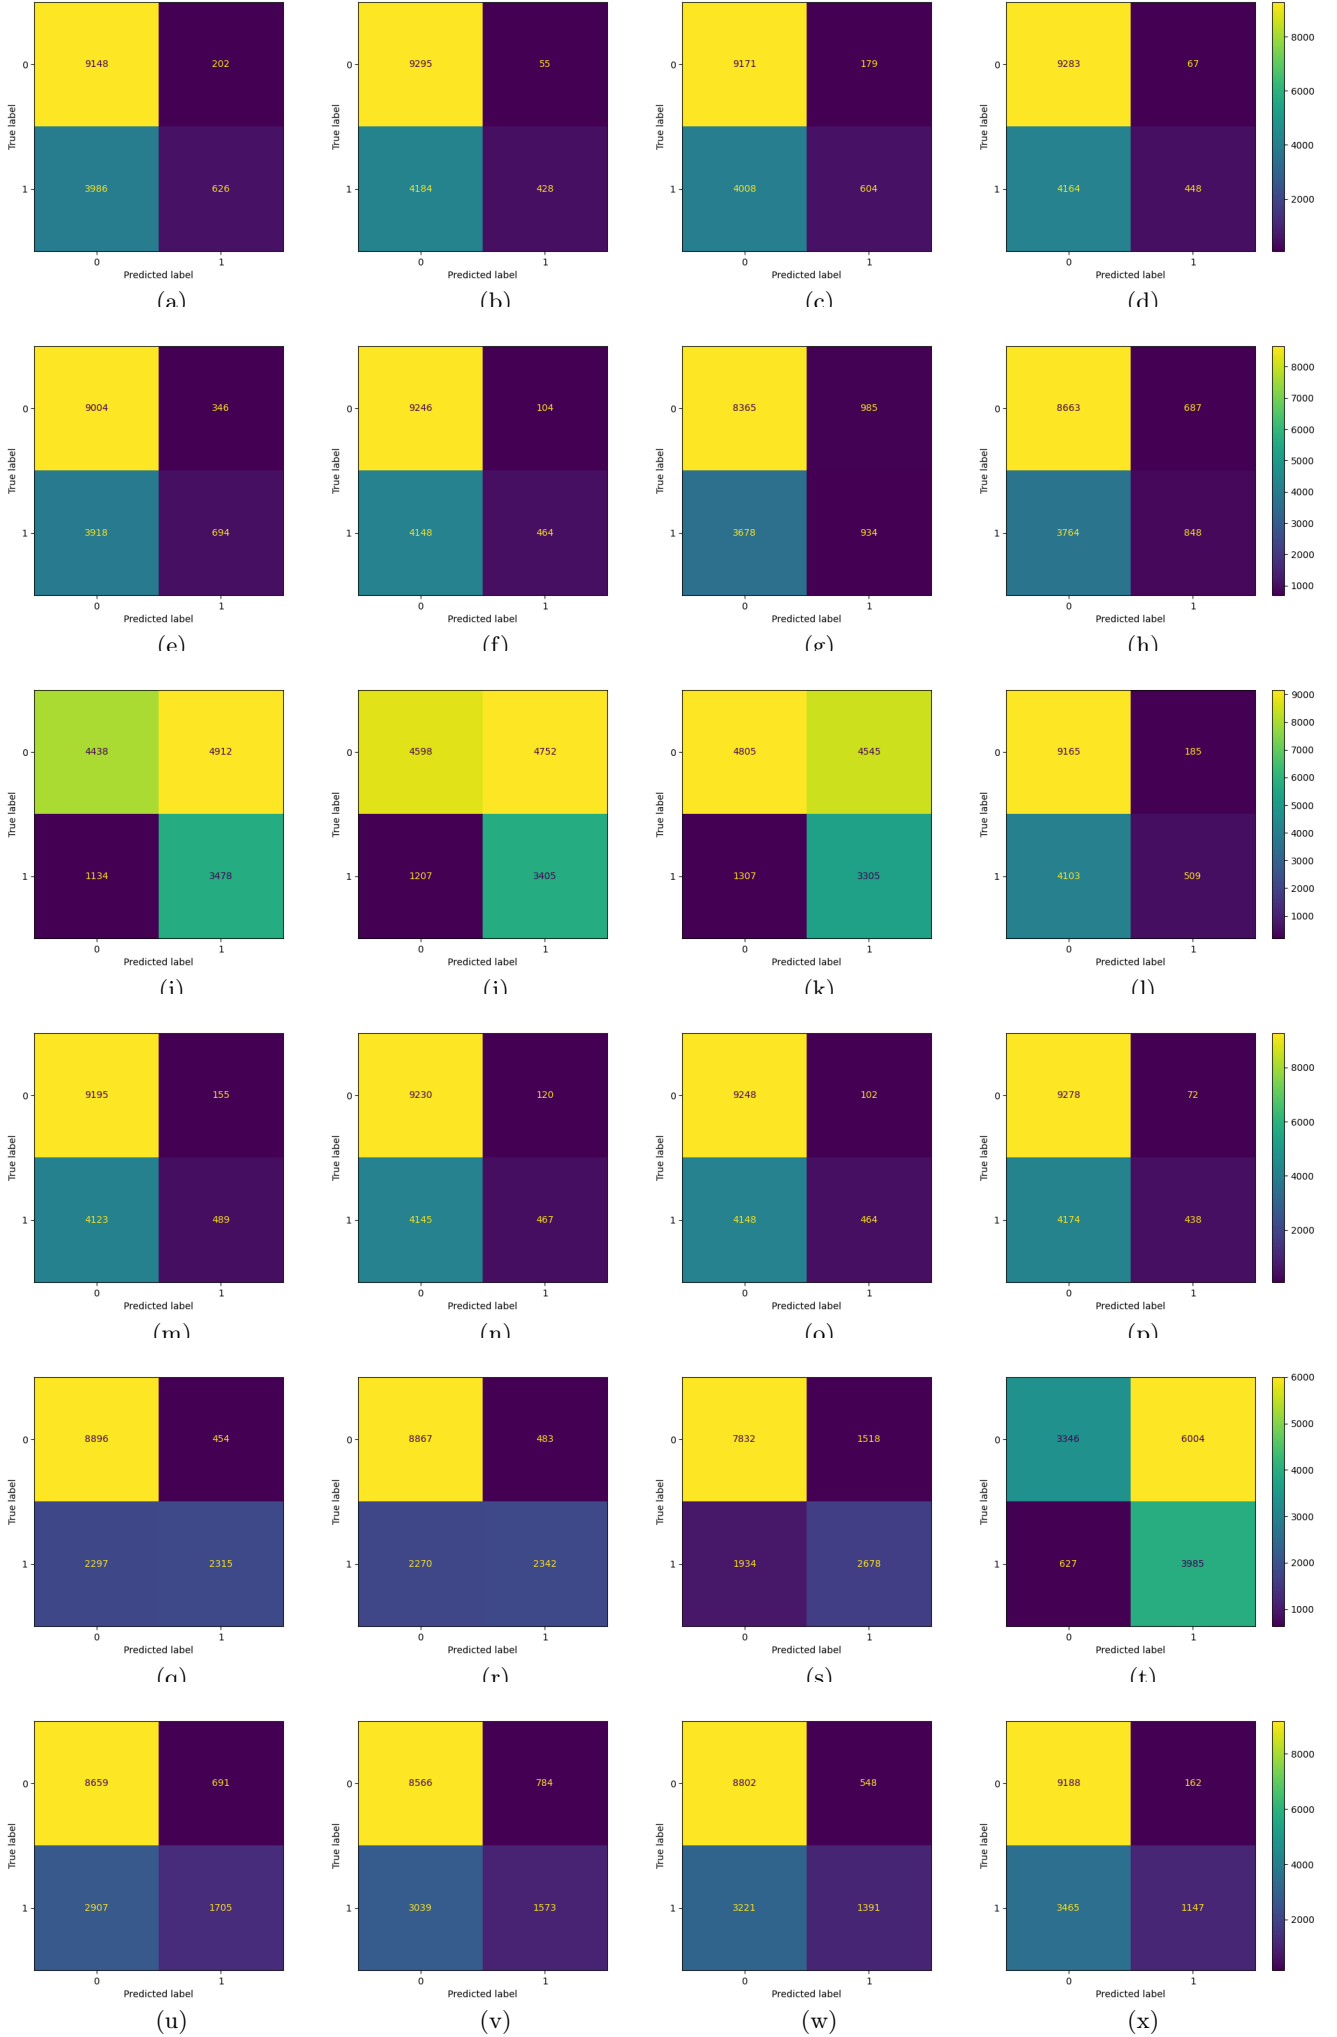 True label
0
9148 202
1
3986 626
0 1
Predicted label
(a)
True label
0
9295 55
1
4184 428
0 1
Predicted label
(b)
True label
0
9171 179
1
4008 604
0 1
Predicted label
(c)
True label
0
9283 67
1
4164 448
0 1
Predicted label
(d)
8000
6000
4000
2000
True label
0
9004 346
1
3918 694
0 1
Predicted label
(e)
True label
0
9246 104
1
4148 464
0 1
Predicted label
(f)
True label
0
8365 985
1
3678 934
0 1
Predicted label
(g)
True label
0
8663 687
1
3764 848
0 1
Predicted label
(h)
8000
7000
6000
5000
4000
3000
2000
1000
True label
0
4438 4912
1
1134 3478
0 1
Predicted label
(i)
True label
0
4598 4752
1
1207 3405
0 1
Predicted label
(j)
True label
0
4805 4545
1
1307 3305
0 1
Predicted label
(k)
True label
0
9165 185
1
4103 509
0 1
Predicted label
(l)
9000
8000
7000
6000
5000
4000
3000
2000
1000
True label
0
9195 155
1
4123 489
0 1
Predicted label
(m)
True label
0
9230 120
1
4145 467
0 1
Predicted label
(n)
True label
0
9248 102
1
4148 464
0 1
Predicted label
(o)
True label
0
9278 72
1
4174 438
0 1
Predicted label
(p)
8000
6000
4000
2000
True label
0
8896 454
1
2297 2315
0 1
Predicted label
(q)
True label
0
8867 483
1
2270 2342
0 1
Predicted label
(r)
True label
0
7832 1518
1
1934 2678
0 1
Predicted label
(s)
True label
0
3346 6004
1
627 3985
0 1
Predicted label
(t)
6000
5000
4000
3000
2000
1000
True label
0
8659 691
1
2907 1705
0 1
Predicted label
(u)
True label
0
8566 784
1
3039 1573
0 1
Predicted label
(v)
True label
0
8802 548
1
3221 1391
0 1
Predicted label
(w)
True label
0
9188 162
1
3465 1147
0 1
Predicted label
(x)
8000
6000
4000
2000